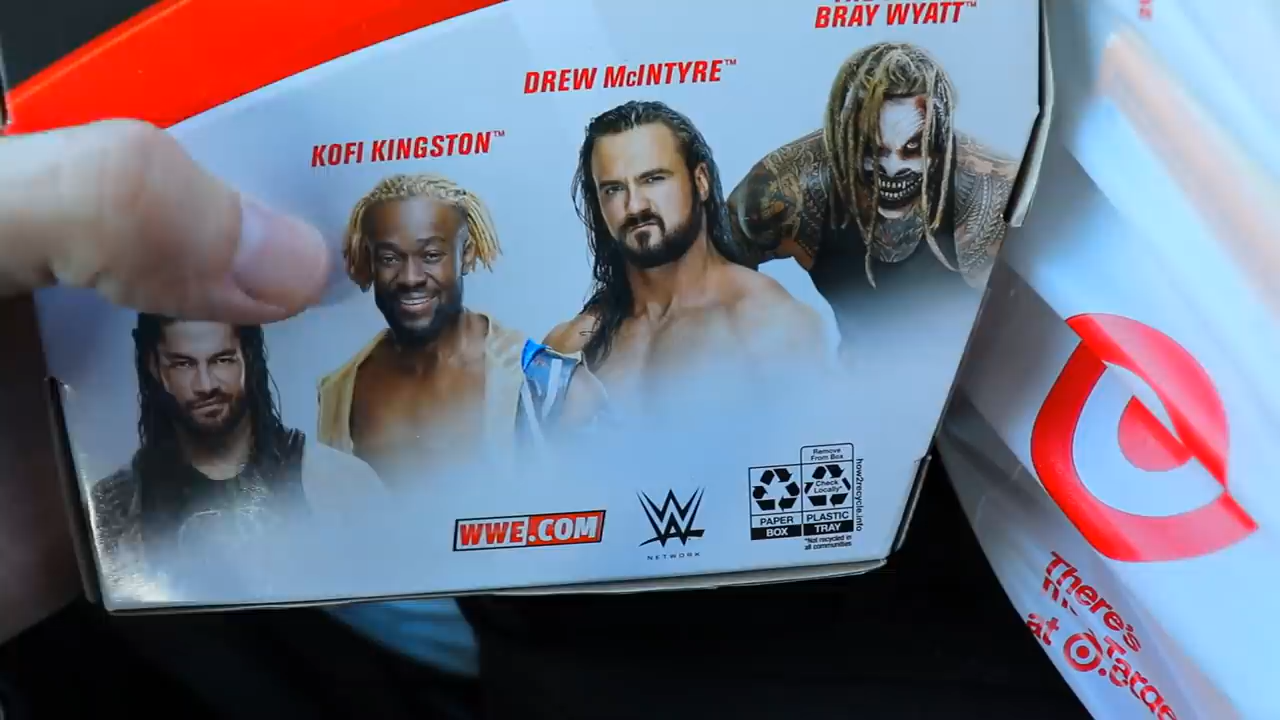 BRAY WYATT™
DREW McINTYRE™
KOFI KINGSTON™
WWE.COM
W
NETWORK
Remove
From Box
Check
Locally*
PAPER
PLASTIC
BOX
TRAY
*Not recycled in
all communities
how2recycle.info
There's
at